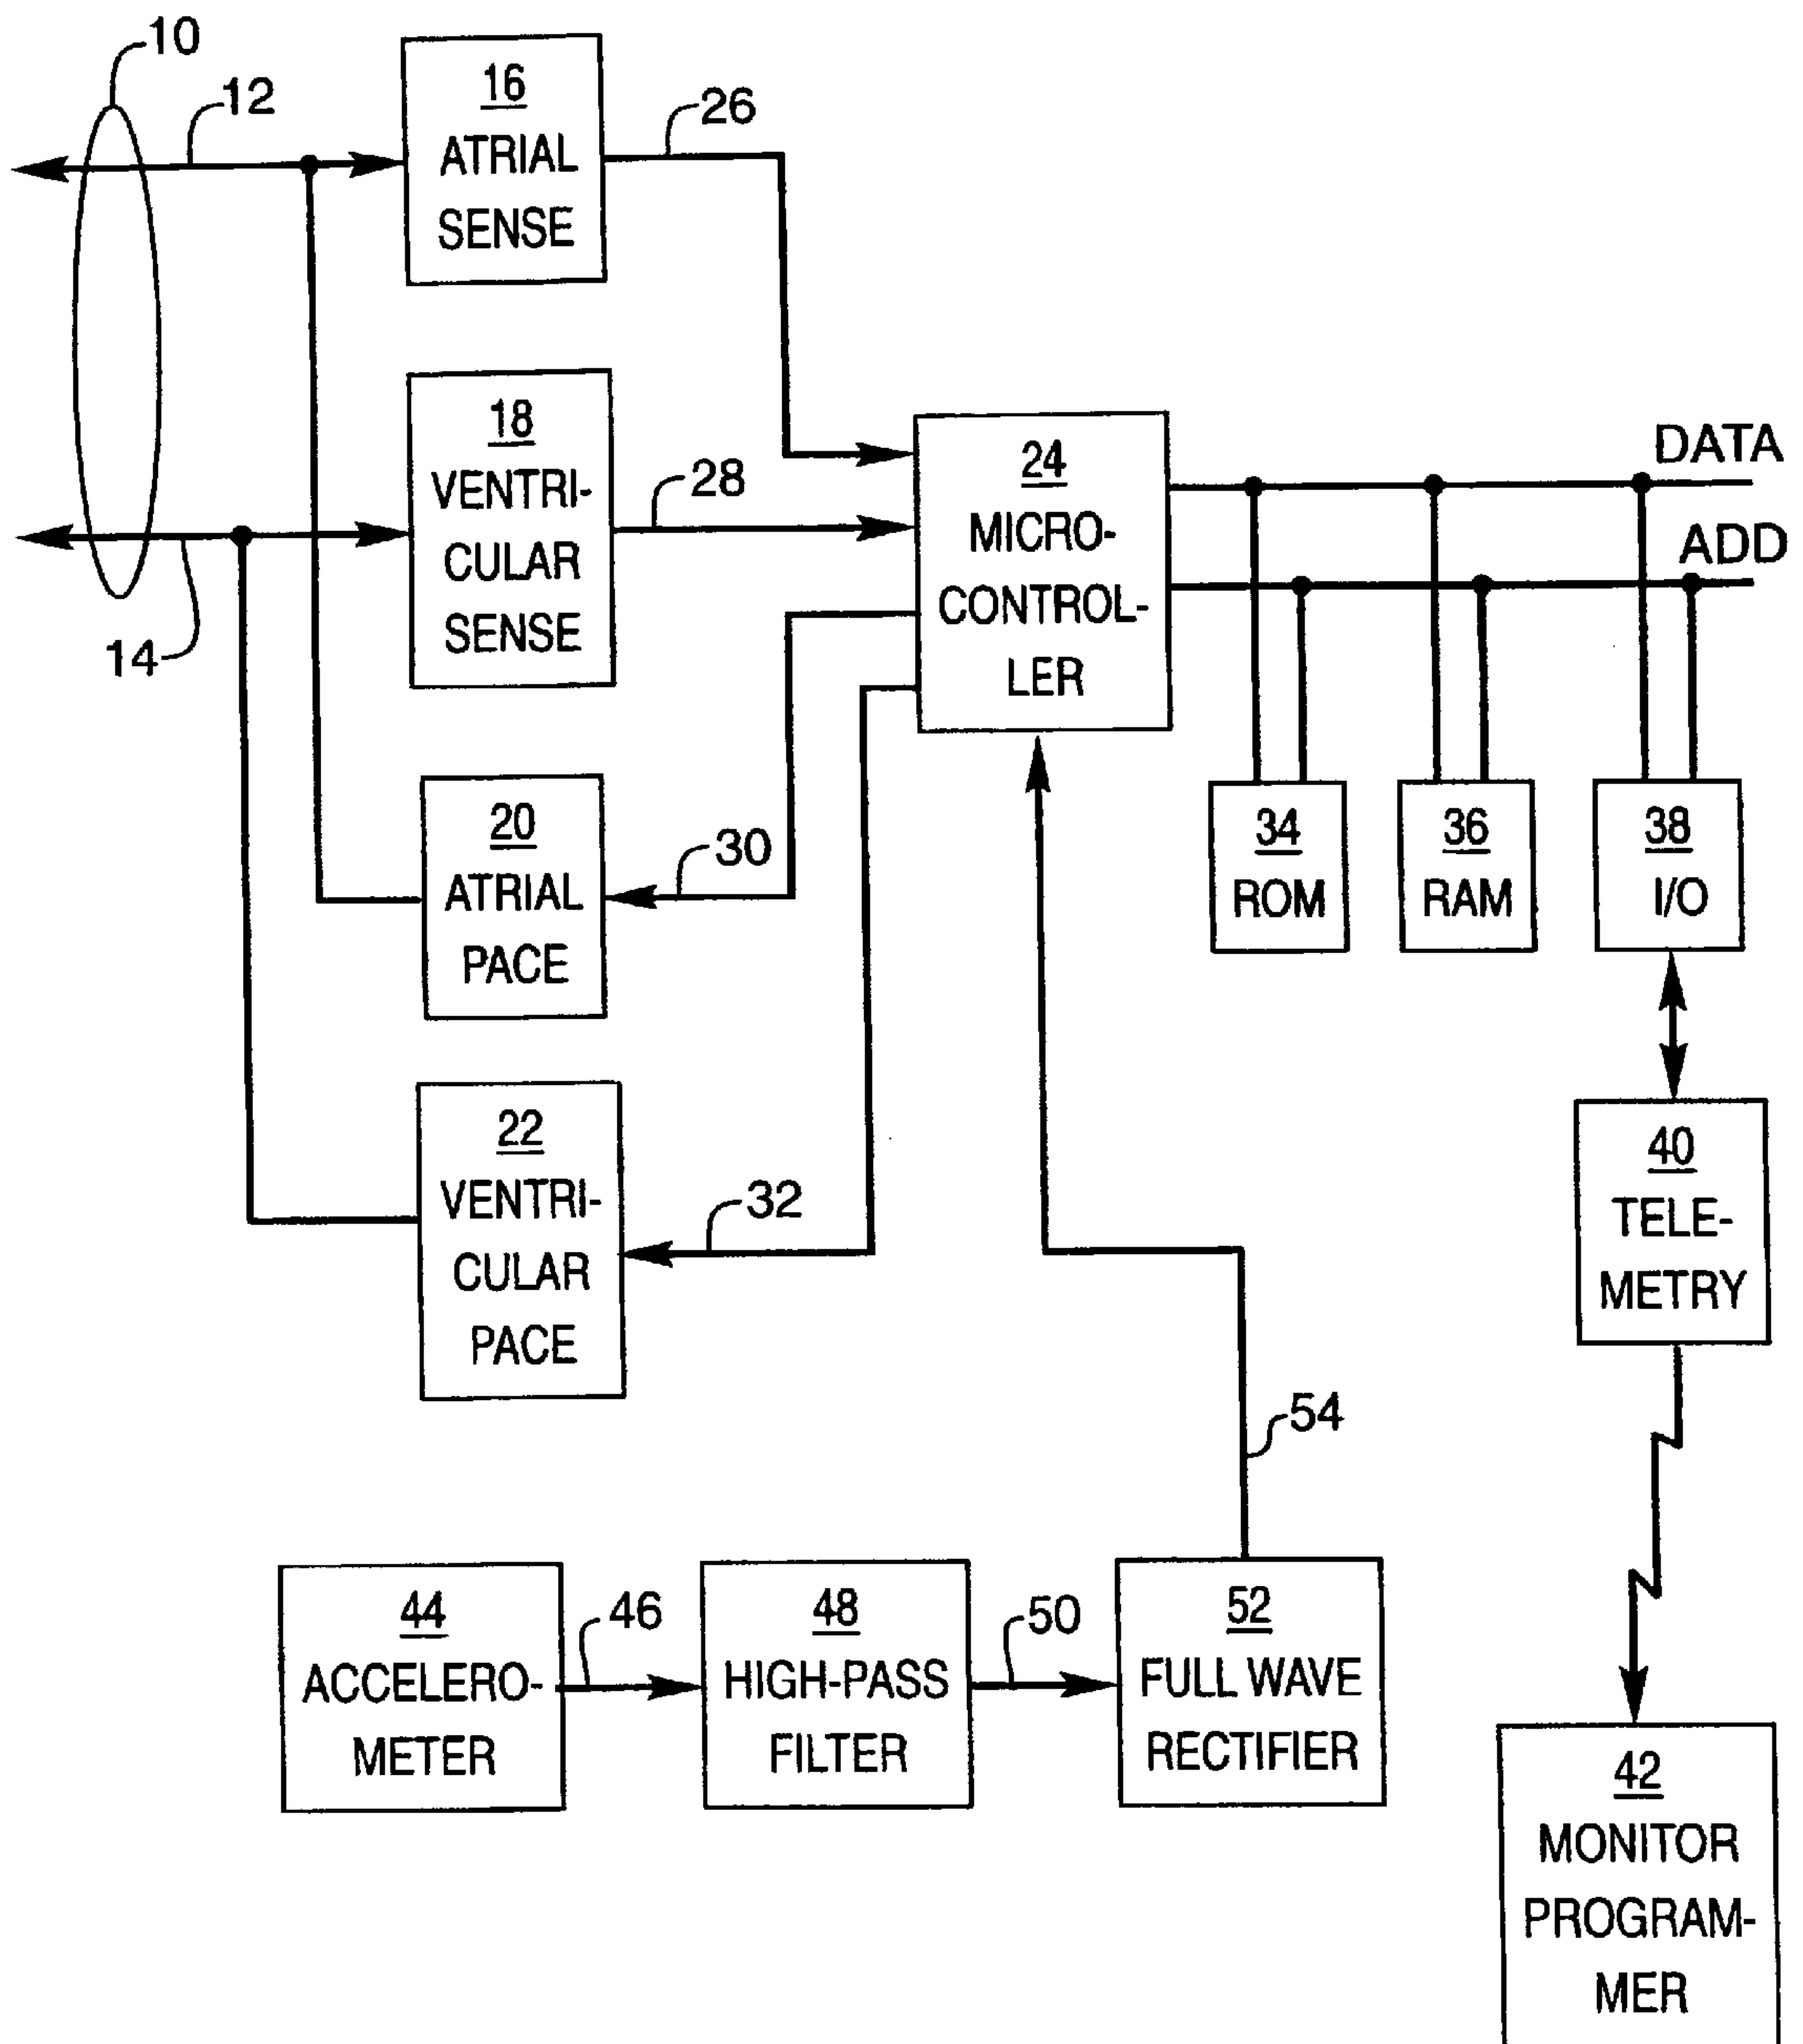 10
12
16
ATRIAL
SENSE
26
18
VENTRI-
CULAR
SENSE
28
14
24
MICRO-
CONTROL-
LER
DATA
ADD
20
ATRIAL
PACE
30
34
ROM
36
RAM
38
I/O
22
VENTRI-
CULAR
PACE
32
40
TELE-
METRY
54
44
ACCELERO-
METER
46
48
HIGH-PASS
FILTER
50
52
FULL WAVE
RECTIFIER
42
MONITOR
PROGRAM-
MER